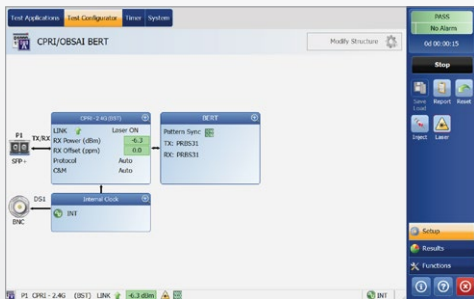 Test Applications Test Configurator Timer System
CPRI/OBSAI BERT
Modify Structure
CPRI - 2.4G (BST)
LINK Laser ON
RX Power (dBm) -6.3
RX Offset (ppm) 0.0
Protocol Auto
C&M Auto
BERT
Pattern Sync
TX: PRBS31
RX: PRBS31
P1 TX/RX
SFP+
Internal Clock
INT
DS1
BNC
PASS
No Alarm
0d 00:00:15
Stop
Save Load
Report
Reset
Inject
Laser
Setup
Results
Functions
P1 CPRI - 2.4G (BST) LINK -6.3 dBm INT